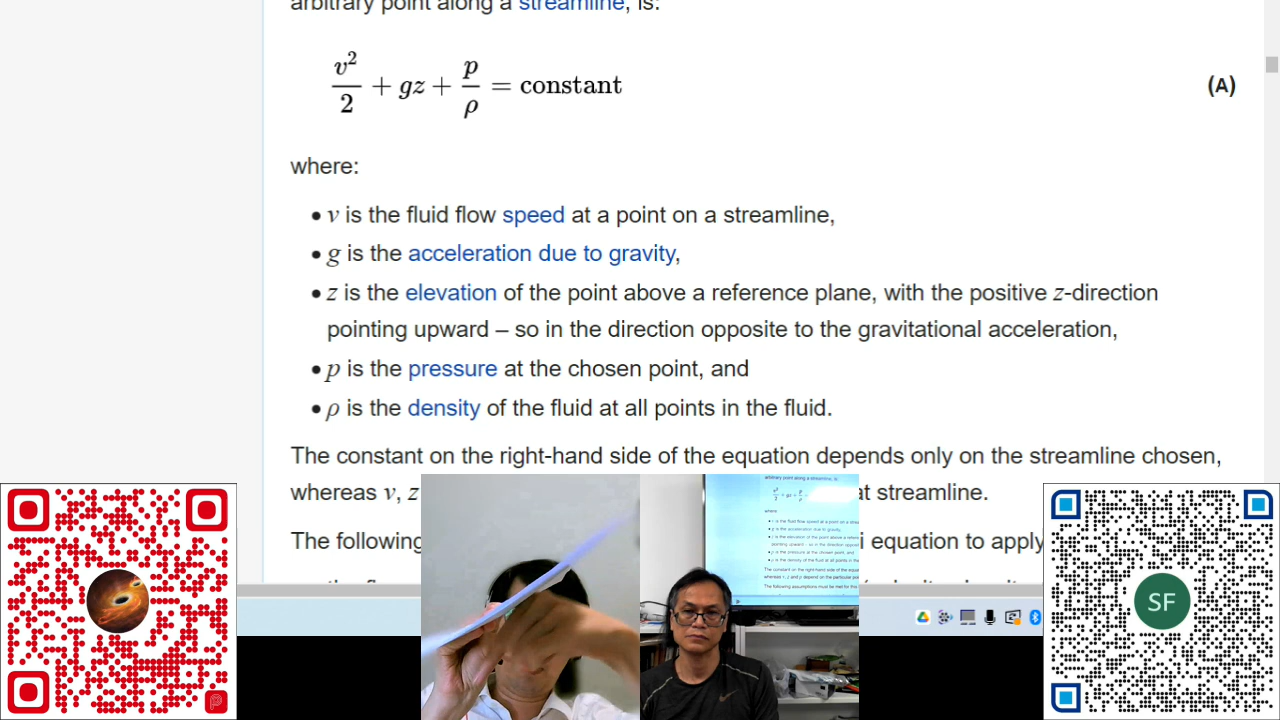 arbitrary point along a streamline, is:
v²/2 + gz + p/ρ = constant (A)
where:
• v is the fluid flow speed at a point on a streamline,
• g is the acceleration due to gravity,
• z is the elevation of the point above a reference plane, with the positive z-direction
pointing upward – so in the direction opposite to the gravitational acceleration,
• p is the pressure at the chosen point, and
• ρ is the density of the fluid at all points in the fluid.
The constant on the right-hand side of the equation depends only on the streamline chosen,
whereas v, z at streamline.
The following equation to apply
SF